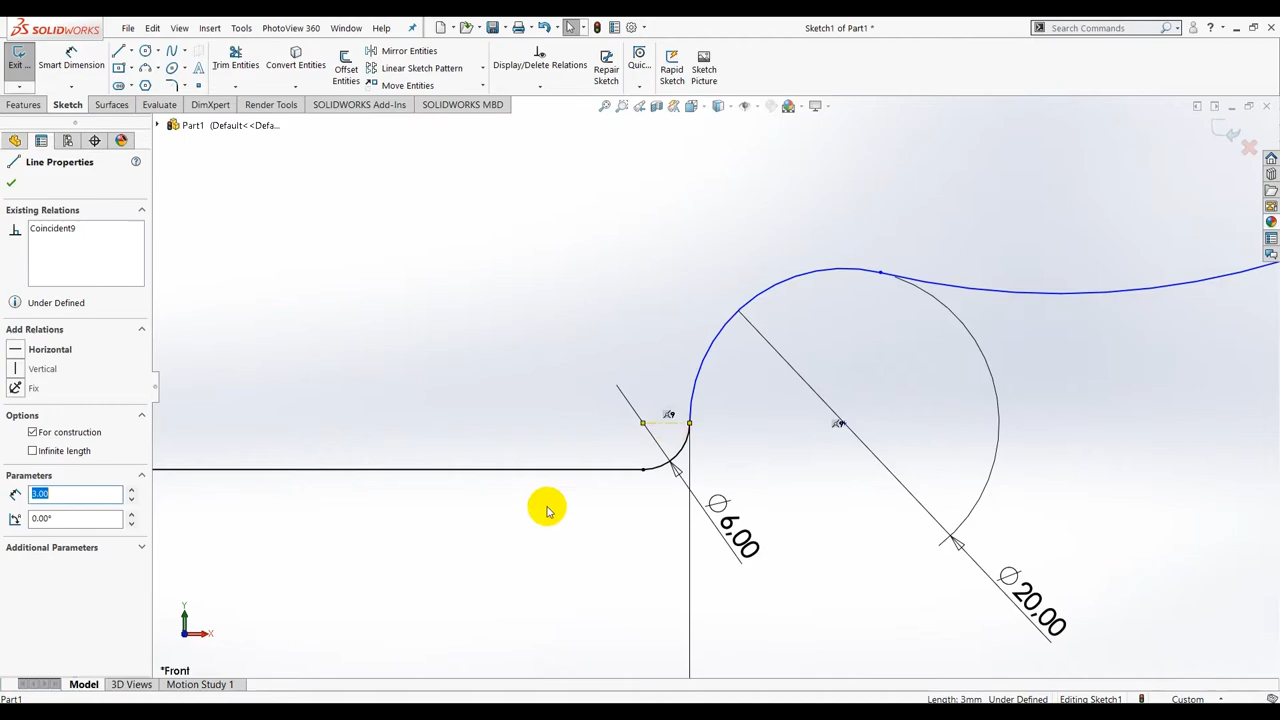 SOLIDWORKS
File Edit View Insert Tools PhotoView 360 Window Help
Sketch1 of Part1 *
Search Commands
Exit ...
Smart Dimension
Trim Entities
Convert Entities
Offset Entities
Mirror Entities
Linear Sketch Pattern
Move Entities
Display/Delete Relations
Repair Sketch
Quic...
Rapid Sketch
Sketch Picture
Features Sketch Surfaces Evaluate DimXpert Render Tools SOLIDWORKS Add-Ins SOLIDWORKS MBD
Part1 (Default<<Defa...
Line Properties
Existing Relations
Coincident9
Under Defined
Add Relations
Horizontal
Vertical
Fix
Options
For construction
Infinite length
Parameters
3.00
0.00°
Additional Parameters
∅ 6,00
∅ 20,00
Y
X
*Front
Model 3D Views Motion Study 1
Part1
Length: 3mm Under Defined Editing Sketch1 Custom